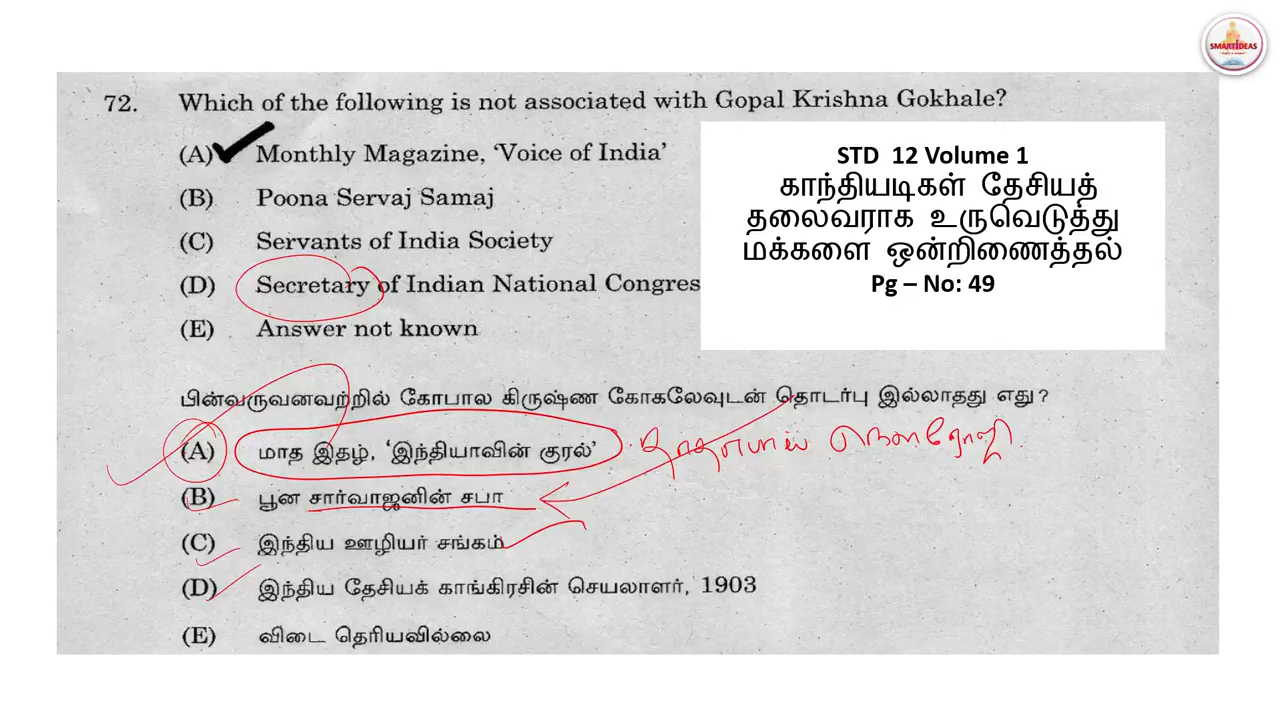 SMARTIDEAS
72. Which of the following is not associated with Gopal Krishna Gokhale?
(A) Monthly Magazine, ‘Voice of India’
(B) Poona Servaj Samaj
(C) Servants of India Society
(D) Secretary of Indian National Congres
(E) Answer not known
STD 12 Volume 1
காந்தியடிகள் தேசியத்
தலைவராக உருவெடுத்து
மக்களை ஒன்றிணைத்தல்
Pg – No: 49
பின்வருவனவற்றில் கோபால கிருஷ்ண கோகலேவுடன் தொடர்பு இல்லாதது எது?
(A) மாத இதழ், ‘இந்தியாவின் குரல்’ தாதாபாய் நௌரோஜி
(B) பூன சார்வாஜனின் சபா
(C) இந்திய ஊழியர் சங்கம்
(D) இந்திய தேசியக் காங்கிரசின் செயலாளர், 1903
(E) விடை தெரியவில்லை